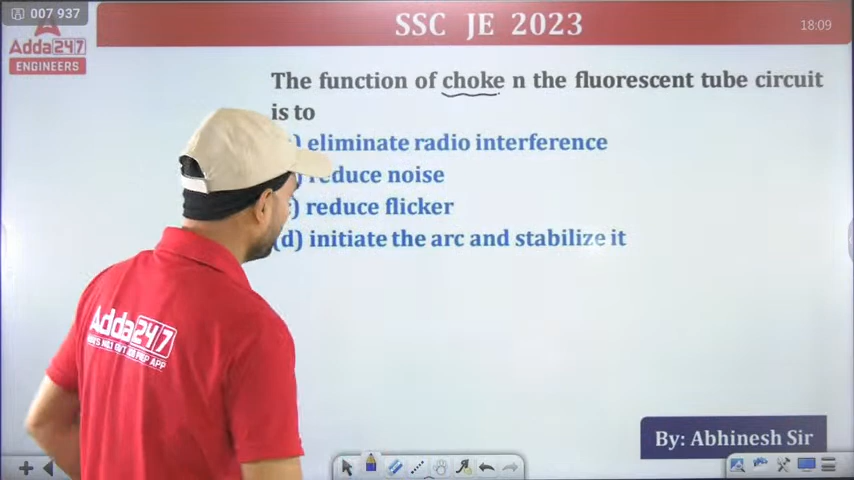 007 937
Adda247
ENGINEERS
SSC JE 2023
18:09
The function of choke n the fluorescent tube circuit
is to
) eliminate radio interference
) reduce noise
) reduce flicker
(d) initiate the arc and stabilize it
Adda247
APP
By: Abhinesh Sir